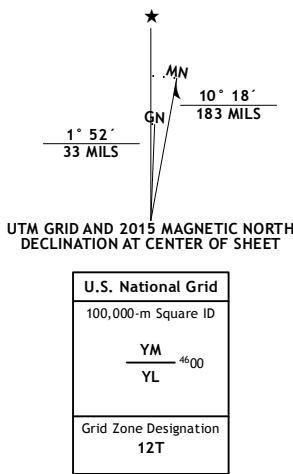 ★
MN
GN
10° 18´
183 MILS
1° 52´
33 MILS
UTM GRID AND 2015 MAGNETIC NORTH
DECLINATION AT CENTER OF SHEET
U.S. National Grid
100,000-m Square ID
YM
⁴⁶00
YL
Grid Zone Designation
12T